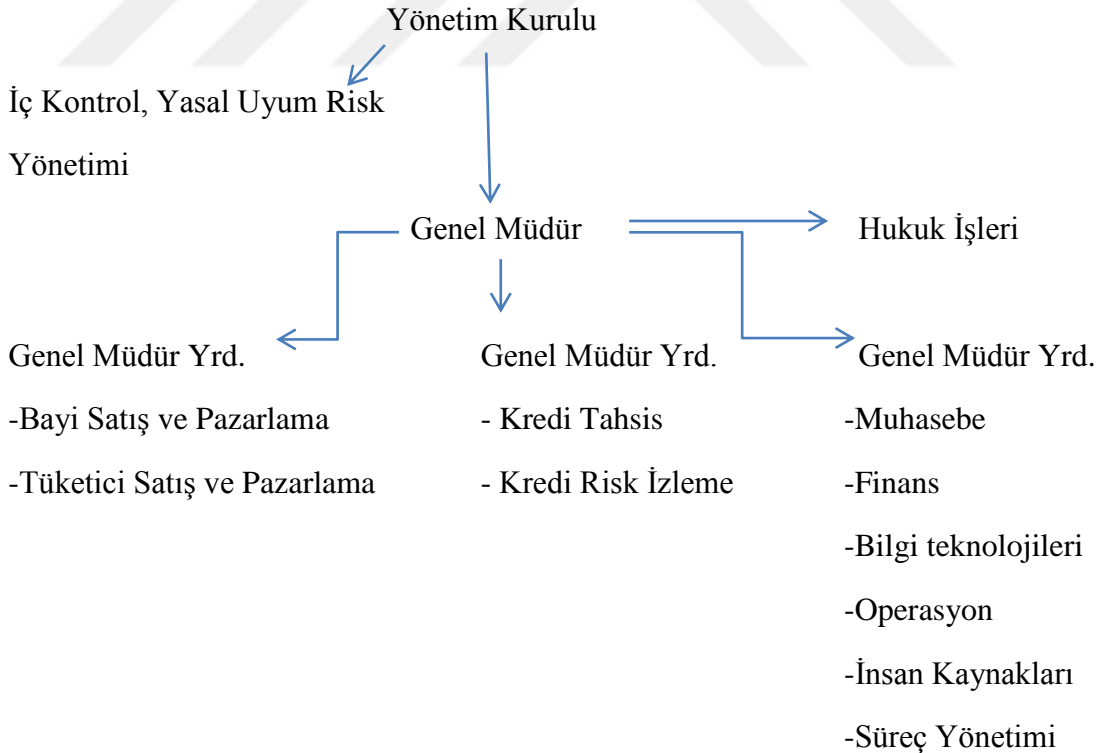 Yönetim Kurulu
İç Kontrol, Yasal Uyum Risk
Yönetimi
Genel Müdür
Hukuk İşleri
Genel Müdür Yrd.
-Bayi Satış ve Pazarlama
-Tüketici Satış ve Pazarlama
Genel Müdür Yrd.
- Kredi Tahsis
- Kredi Risk İzleme
Genel Müdür Yrd.
-Muhasebe
-Finans
-Bilgi teknolojileri
-Operasyon
-İnsan Kaynakları
-Süreç Yönetimi